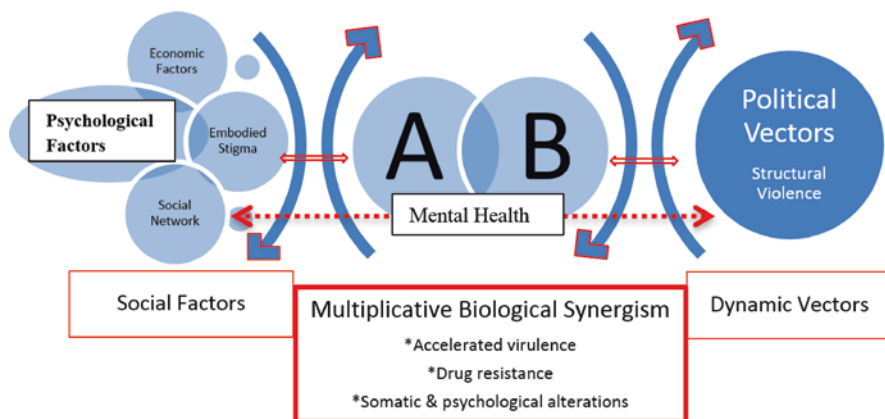 Economic
Factors
Psychological
Factors
Embodied
Stigma
Social
Network
A
B
Mental Health
Political
Vectors
Structural
Violence
Social Factors
Multiplicative Biological Synergism
*Accelerated virulence
*Drug resistance
*Somatic & psychological alterations
Dynamic Vectors